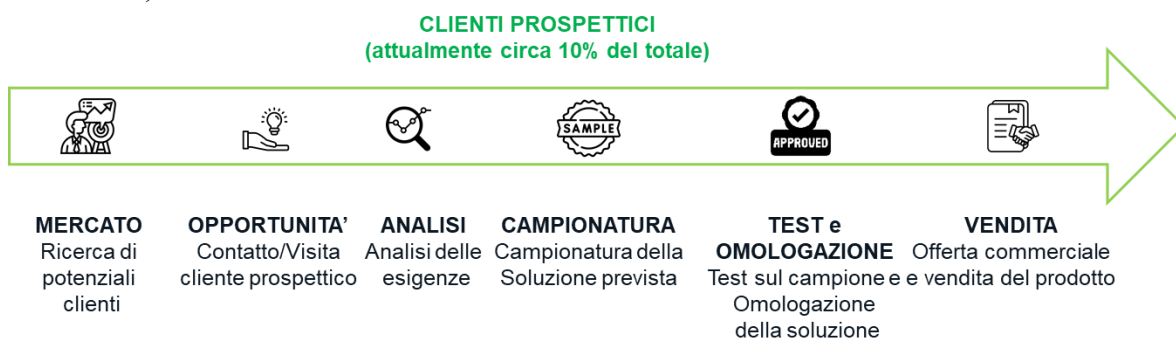 CLIENTI PROSPETTICI
(attualmente circa 10% del totale)
SAMPLE
APPROVED
MERCATO
Ricerca di
potenziali
clienti
OPPORTUNITA’
Contatto/Visita
cliente prospettico
ANALISI
Analisi delle
esigenze
CAMPIONATURA
Campionatura della
Soluzione prevista
TEST e
OMOLOGAZIONE
Test sul campione e
Omologazione
della soluzione
VENDITA
Offerta commerciale
e vendita del prodotto